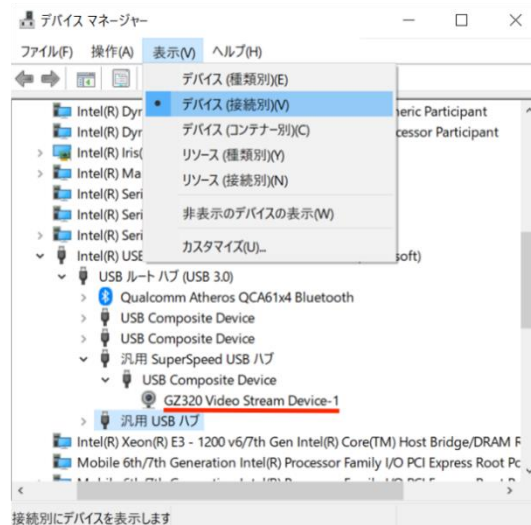 デバイス マネージャー
ファイル(F) 操作(A) 表示(V) ヘルプ(H)
デバイス (種類別)(E)
デバイス (接続別)(V)
デバイス (コンテナー別)(C)
リソース (種類別)(Y)
リソース (接続別)(N)
非表示のデバイスの表示(W)
カスタマイズ(U)...
Intel(R) Dyr neric Participant
Intel(R) Dyr cessor Participant
Intel(R) Iris(
Intel(R) Ma
Intel(R) Seri
Intel(R) Seri
Intel(R) Seri
Intel(R) USE soft)
USB ルート ハブ (USB 3.0)
Qualcomm Atheros QCA61x4 Bluetooth
USB Composite Device
USB Composite Device
汎用 SuperSpeed USB ハブ
USB Composite Device
GZ320 Video Stream Device-1
汎用 USB ハブ
Intel(R) Xeon(R) E3 - 1200 v6/7th Gen Intel(R) Core(TM) Host Bridge/DRAM R
Mobile 6th/7th Generation Intel(R) Processor Family I/O PCI Express Root Po
接続別にデバイスを表示します